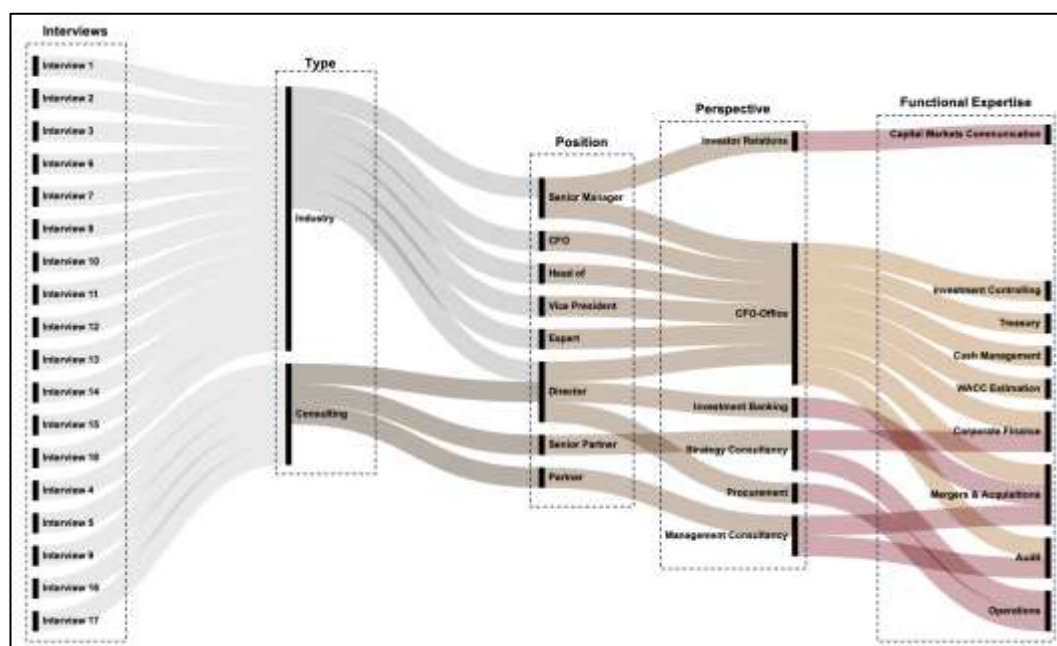 Interviews
Interview 1
Interview 2
Interview 3
Interview 6
Interview 7
Interview 8
Interview 10
Interview 11
Interview 12
Interview 13
Interview 14
Interview 15
Interview 18
Interview 4
Interview 5
Interview 9
Interview 16
Interview 17
Type
Industry
Consulting
Position
Senior Manager
CFO
Head of
Vice President
Expert
Director
Senior Partner
Partner
Perspective
Investor Relations
CFO-Office
Investment Banking
Strategy Consultancy
Procurement
Management Consultancy
Functional Expertise
Capital Markets Communication
Investment Controlling
Treasury
Cash Management
WACC Estimation
Corporate Finance
Mergers & Acquisitions
Audit
Operations